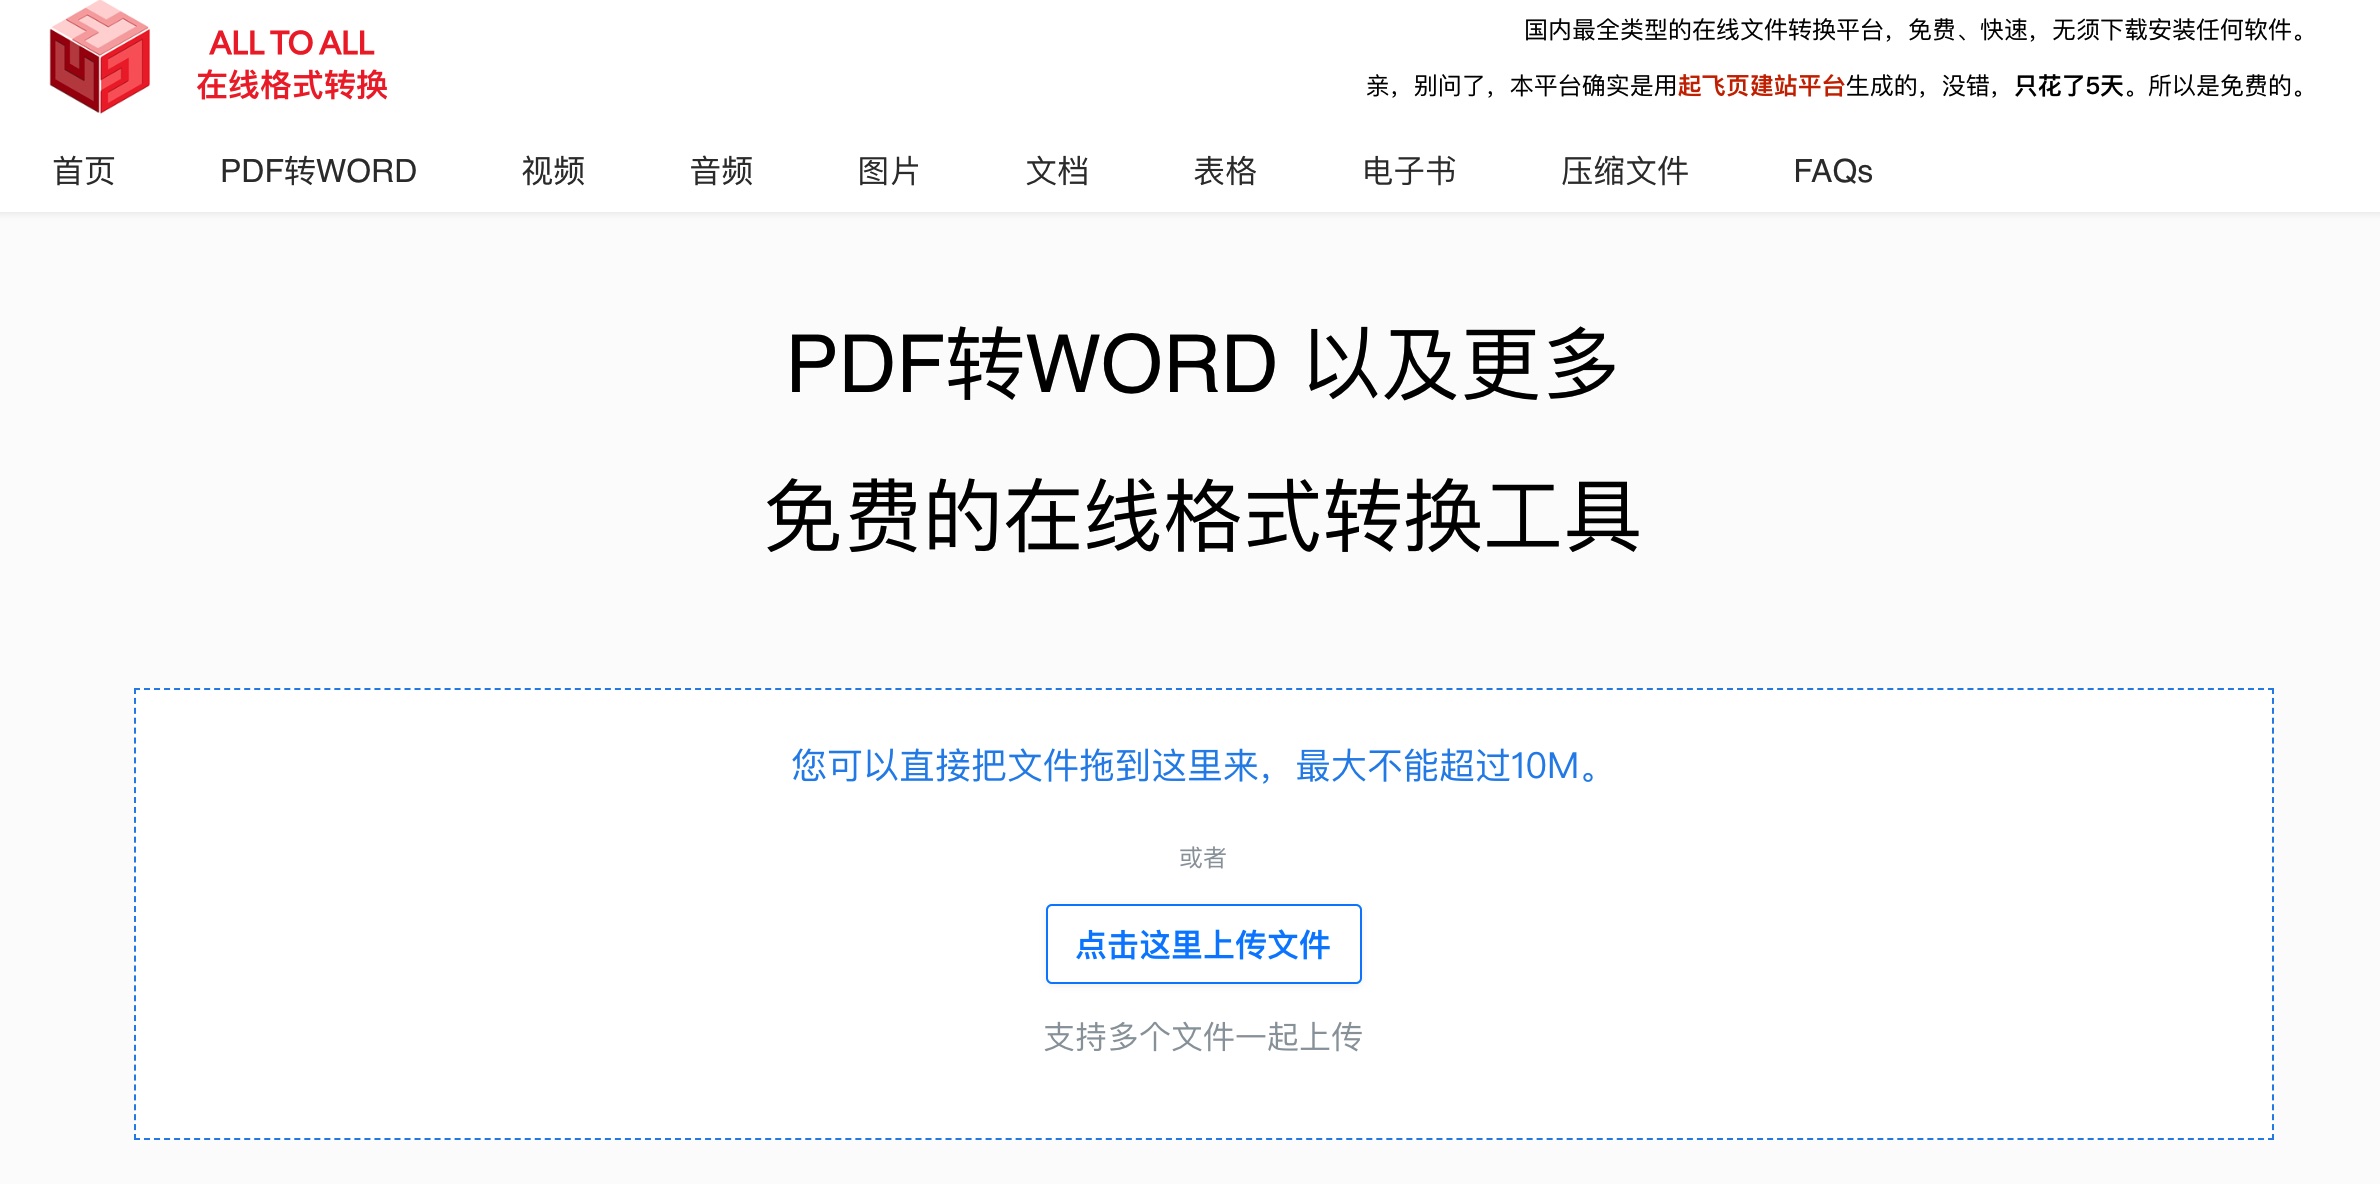 ALL TO ALL
在线格式转换
国内最全类型的在线文件转换平台，免费、快速，无须下载安装任何软件。
亲，别问了，本平台确实是用起飞页建站平台生成的，没错，只花了5天。所以是免费的。
首页 PDF转WORD 视频 音频 图片 文档 表格 电子书 压缩文件 FAQs
PDF转WORD 以及更多
免费的在线格式转换工具
您可以直接把文件拖到这里来，最大不能超过10M。
或者
点击这里上传文件
支持多个文件一起上传